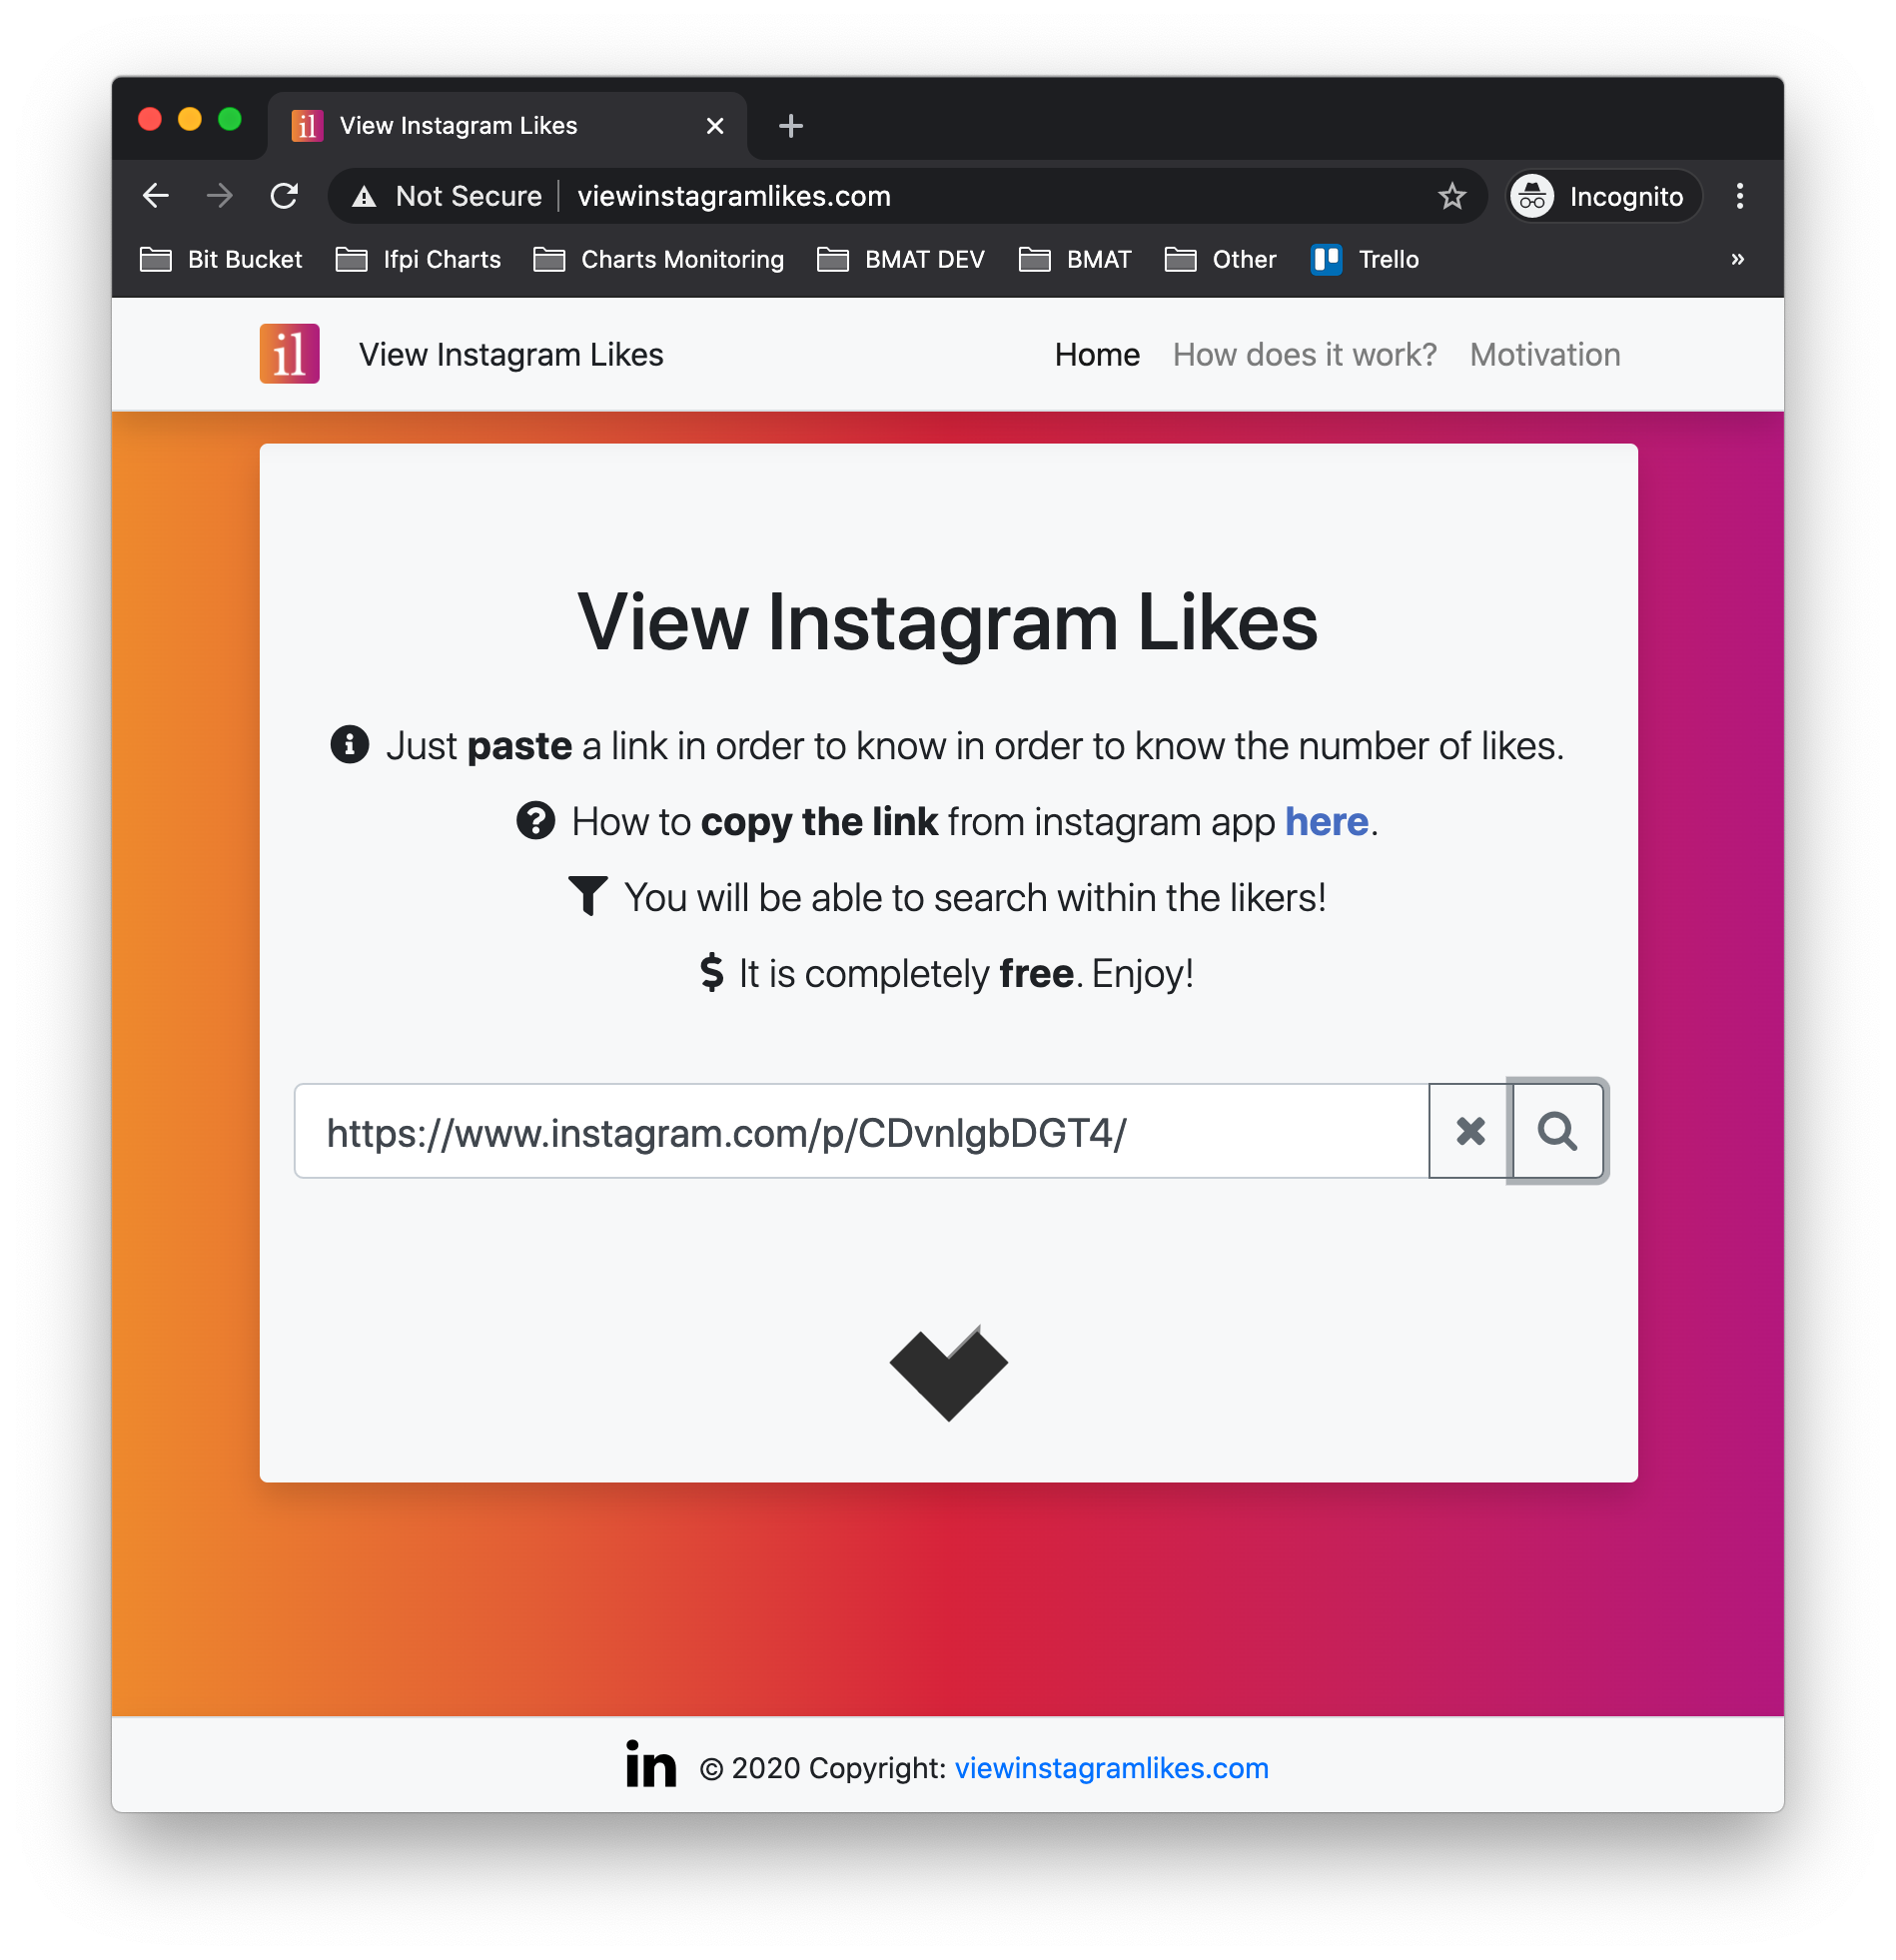 il View Instagram Likes
Not Secure viewinstagramlikes.com Incognito
Bit Bucket Ifpi Charts Charts Monitoring BMAT DEV BMAT Other Trello »
il View Instagram Likes Home How does it work? Motivation
View Instagram Likes
Just paste a link in order to know in order to know the number of likes.
How to copy the link from instagram app here.
You will be able to search within the likers!
$ It is completely free. Enjoy!
https://www.instagram.com/p/CDvnlgbDGT4/
in © 2020 Copyright: viewinstagramlikes.com